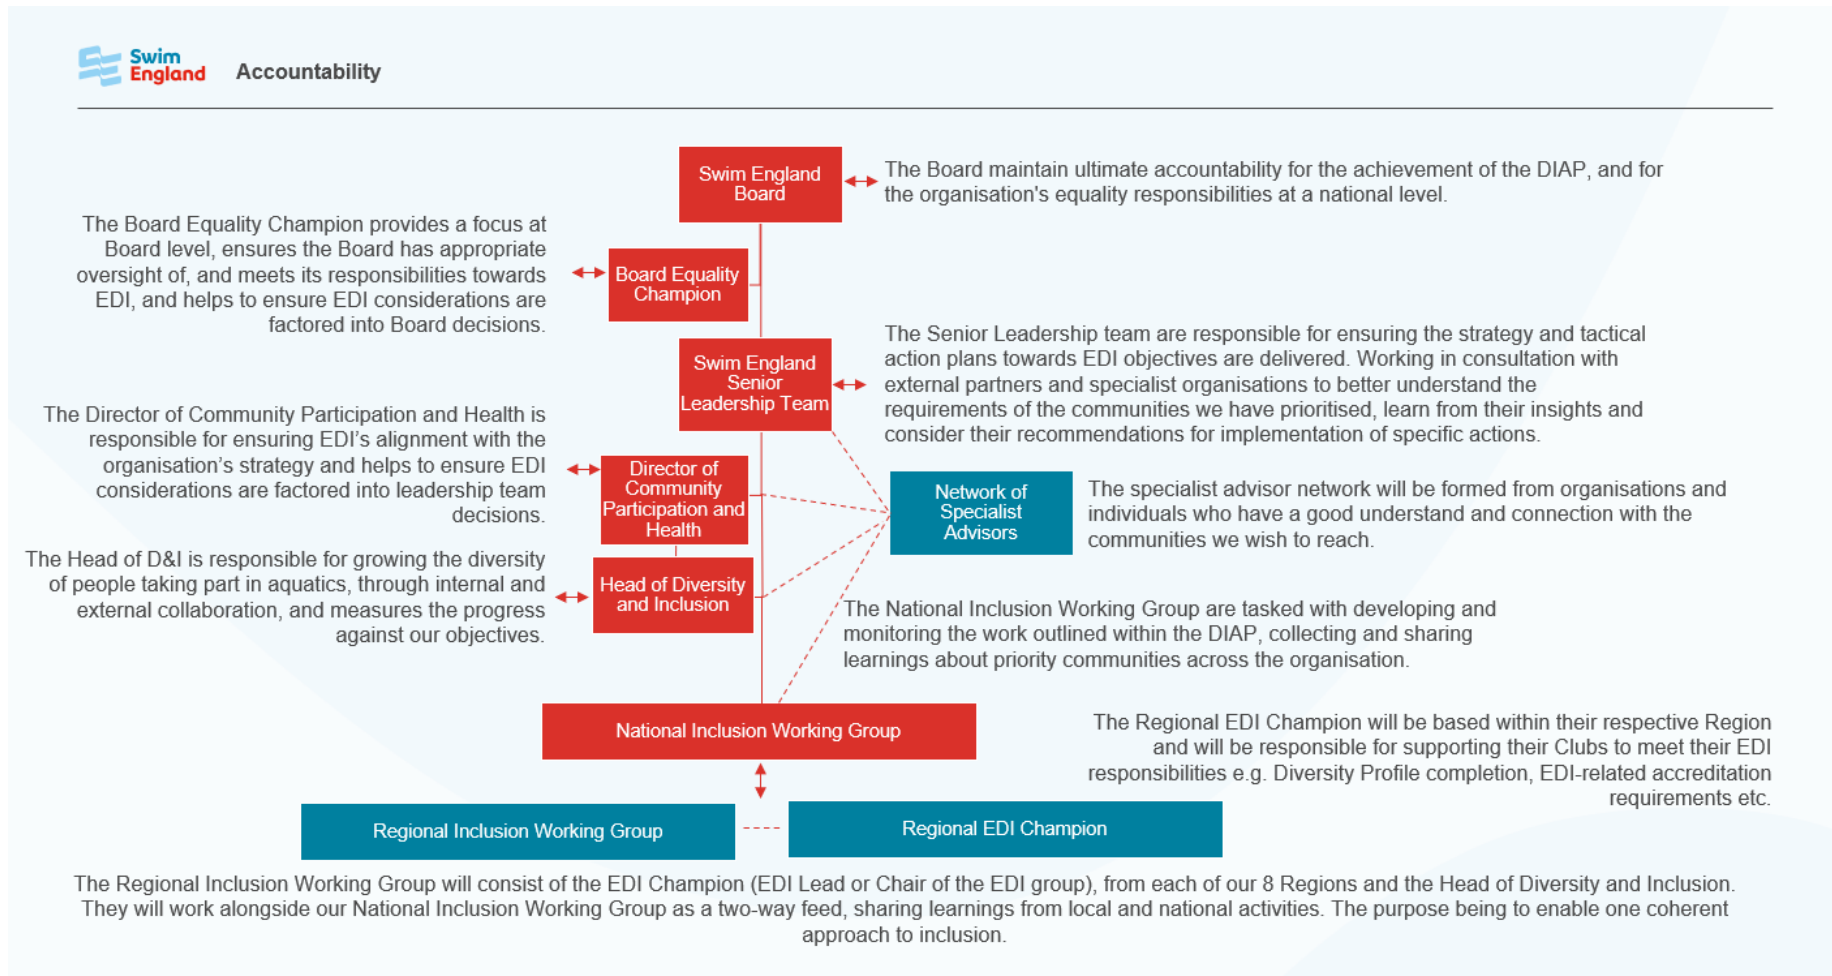 Swim
England
Accountability
Swim England
Board
The Board maintain ultimate accountability for the achievement of the DIAP, and for
the organisation's equality responsibilities at a national level.
The Board Equality Champion provides a focus at
Board level, ensures the Board has appropriate
oversight of, and meets its responsibilities towards
EDI, and helps to ensure EDI considerations are
factored into Board decisions.
Board Equality
Champion
Swim England
Senior
Leadership Team
The Senior Leadership team are responsible for ensuring the strategy and tactical
action plans towards EDI objectives are delivered. Working in consultation with
external partners and specialist organisations to better understand the
requirements of the communities we have prioritised, learn from their insights and
consider their recommendations for implementation of specific actions.
The Director of Community Participation and Health is
responsible for ensuring EDI’s alignment with the
organisation’s strategy and helps to ensure EDI
considerations are factored into leadership team
decisions.
Director of
Community
Participation and
Health
Network of
Specialist
Advisors
The specialist advisor network will be formed from organisations and
individuals who have a good understand and connection with the
communities we wish to reach.
The Head of D&I is responsible for growing the diversity
of people taking part in aquatics, through internal and
external collaboration, and measures the progress
against our objectives.
Head of Diversity
and Inclusion
The National Inclusion Working Group are tasked with developing and
monitoring the work outlined within the DIAP, collecting and sharing
learnings about priority communities across the organisation.
National Inclusion Working Group
The Regional EDI Champion will be based within their respective Region
and will be responsible for supporting their Clubs to meet their EDI
responsibilities e.g. Diversity Profile completion, EDI-related accreditation
requirements etc.
Regional Inclusion Working Group
Regional EDI Champion
The Regional Inclusion Working Group will consist of the EDI Champion (EDI Lead or Chair of the EDI group), from each of our 8 Regions and the Head of Diversity and Inclusion.
They will work alongside our National Inclusion Working Group as a two-way feed, sharing learnings from local and national activities. The purpose being to enable one coherent
approach to inclusion.